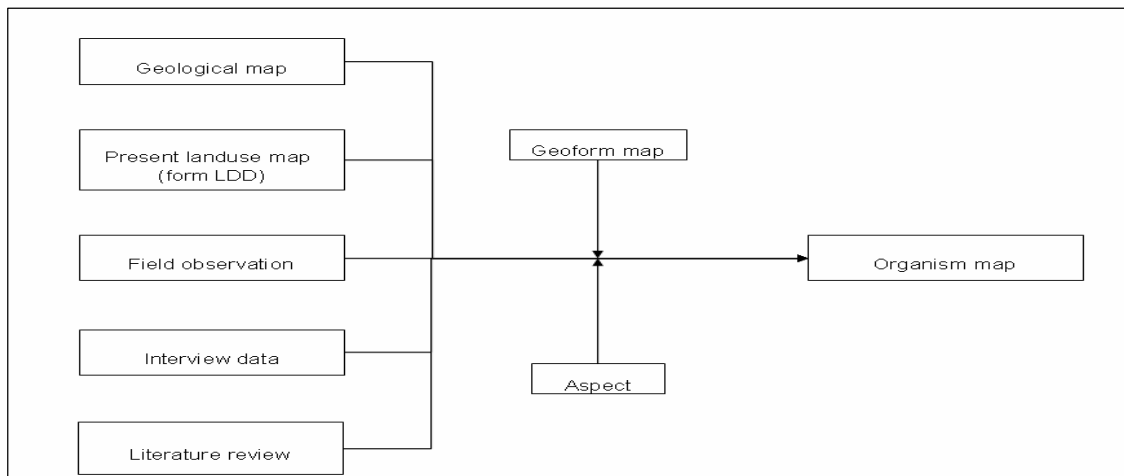 Geological map
Present landuse map
(form LDD)
Field observation
Interview data
Literature review
Geoform map
Aspect
Organism map